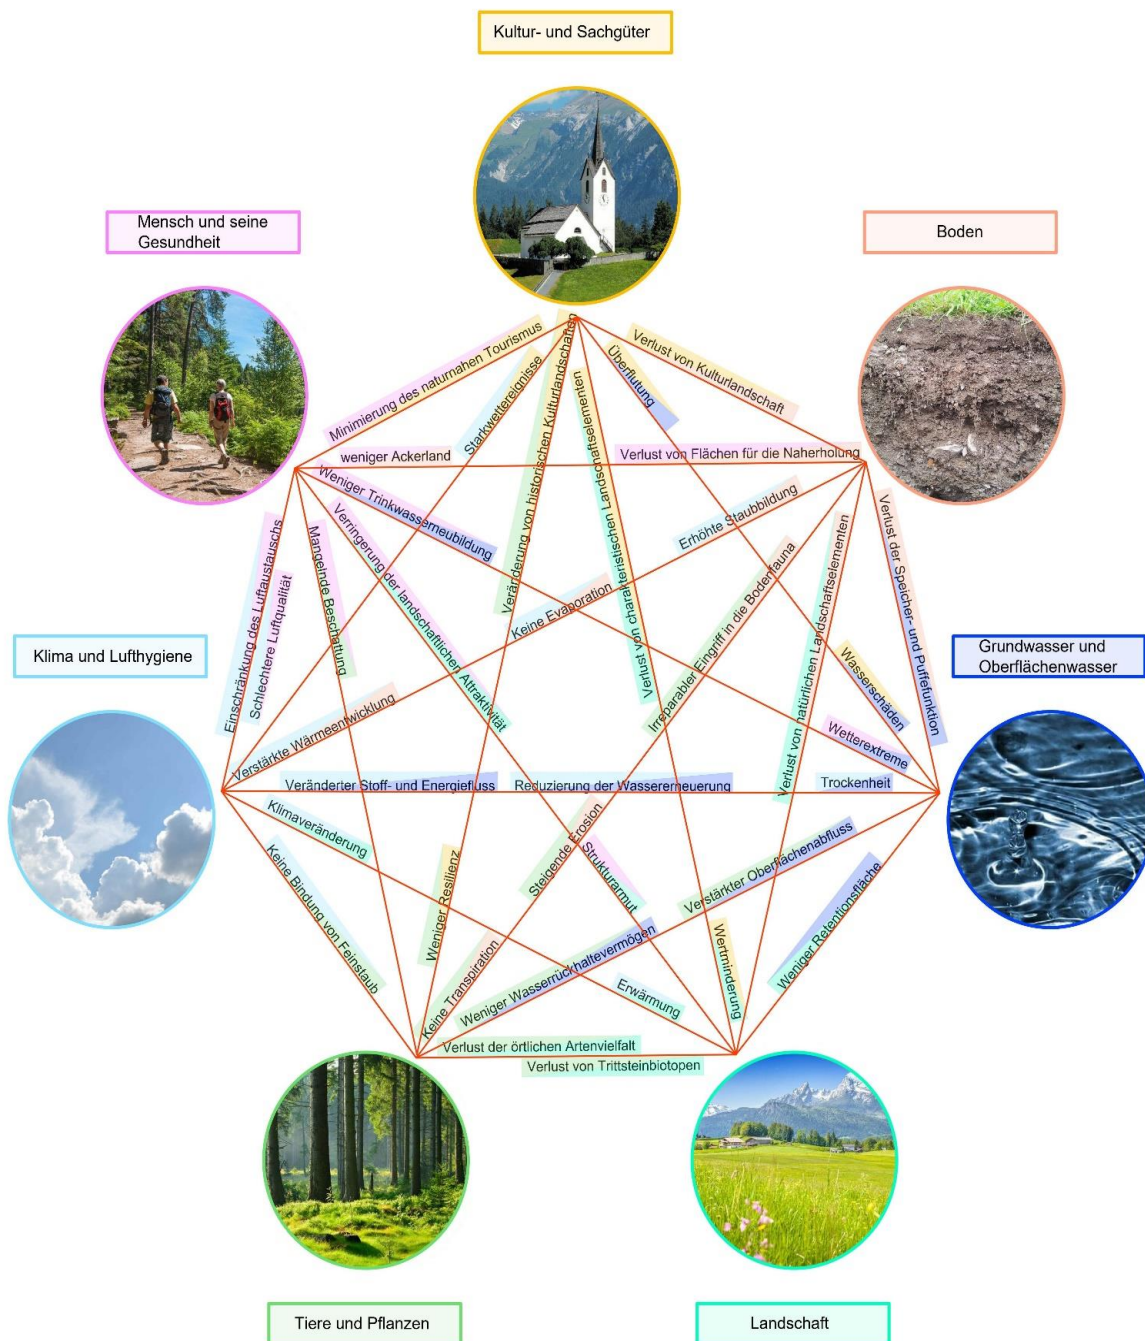 Kultur- und Sachgüter
Mensch und seine
Gesundheit
Boden
Minimierung des naturnahen Tourismus
Starkwettereignisse
Veränderung von historischen Kulturlandschaften
Verlust von charakteristischen Landschaftselementen
Überflutung
Verlust von Kulturlandschaft
weniger Ackerland
Verlust von Flächen für die Naherholung
Weniger Trinkwasserneubildung
Verringerung der landschaftlichen Attraktivität
Mangelnde Beschattung
Einschränkung des Luftaustauschs
Schlechtere Luftqualität
Erhöhte Staubbildung
Keine Evaporation
Irreparabler Eingriff in die Bodenfauna
Verlust von natürlichen Landschaftselementen
Verlust der Speicher- und Puffefunktion
Klima und Lufthygiene
Grundwasser und
Oberflächenwasser
Verstärkte Wärmeentwicklung
Wasserschäden
Wetterextreme
Veränderter Stoff- und Energiefluss
Reduzierung der Wassererneuerung
Trockenheit
Klimaveränderung
Keine Bindung von Feinstaub
Weniger Resilienz
Steigende Erosion
Strukturarmut
Verstärkter Oberflächenabfluss
Weniger Retentionsfläche
Keine Transpiration
Weniger Wasserrückhaltevermögen
Erwärmung
Wertminderung
Verlust der örtlichen Artenvielfalt
Verlust von Trittsteinbiotopen
Tiere und Pflanzen
Landschaft